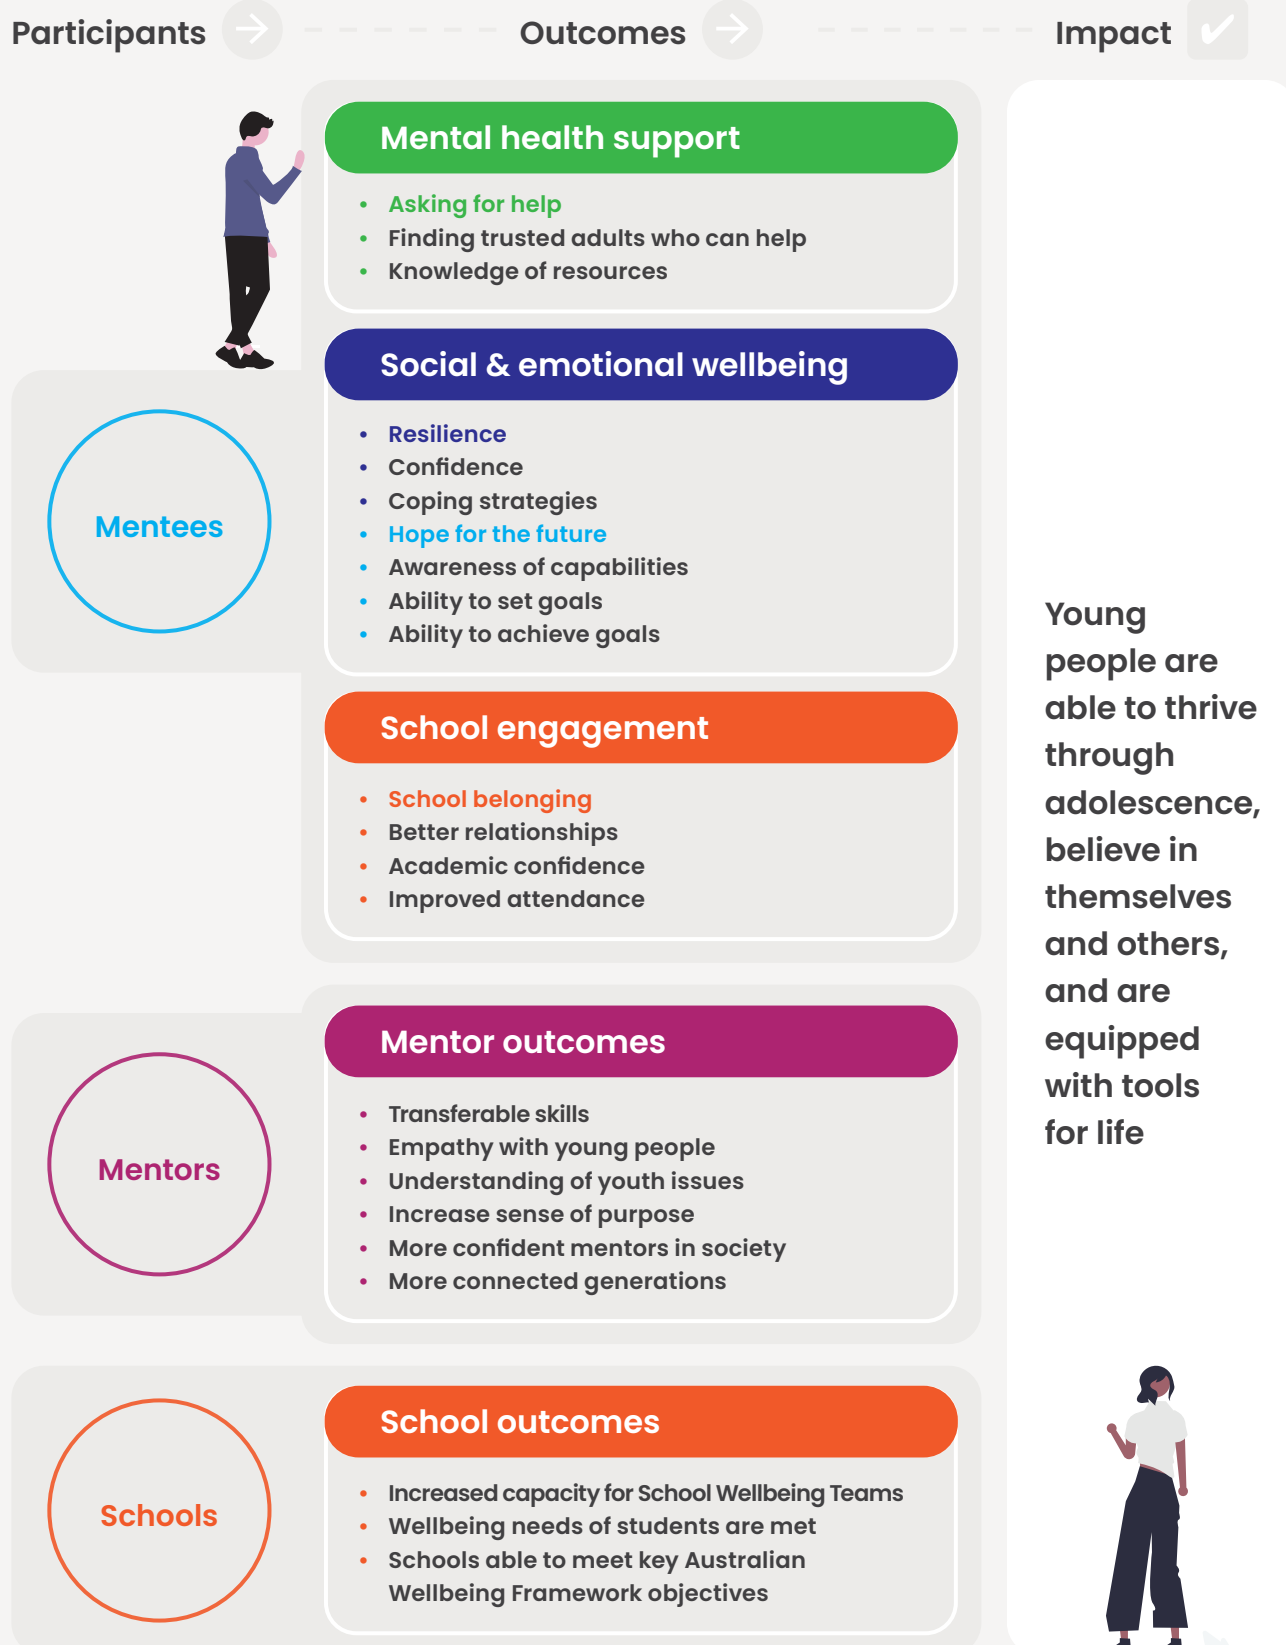 Participants
Outcomes
Impact
Mentees
Mental health support
• Asking for help
• Finding trusted adults who can help
• Knowledge of resources
Social & emotional wellbeing
• Resilience
• Confidence
• Coping strategies
• Hope for the future
• Awareness of capabilities
• Ability to set goals
• Ability to achieve goals
School engagement
• School belonging
• Better relationships
• Academic confidence
• Improved attendance
Mentors
Mentor outcomes
• Transferable skills
• Empathy with young people
• Understanding of youth issues
• Increase sense of purpose
• More confident mentors in society
• More connected generations
Schools
School outcomes
• Increased capacity for School Wellbeing Teams
• Wellbeing needs of students are met
• Schools able to meet key Australian
Wellbeing Framework objectives
Young
people are
able to thrive
through
adolescence,
believe in
themselves
and others,
and are
equipped
with tools
for life